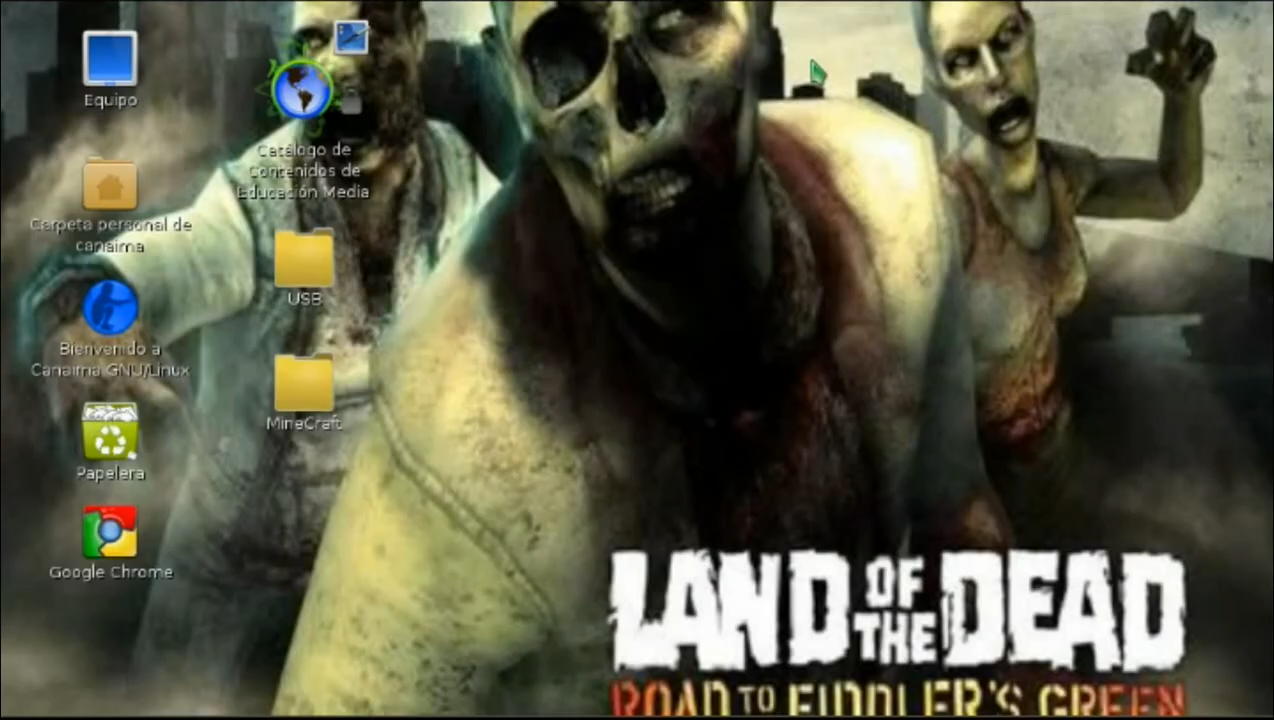 Equipo
Carpeta personal de
canaima
Bienvenido a
Canaima GNU/Linux
Papelera
Google Chrome
Catálogo de
Contenidos de
Educación Media
USB
MineCraft
LAND OF THE DEAD
ROAD TO FIDDLER'S GREEN